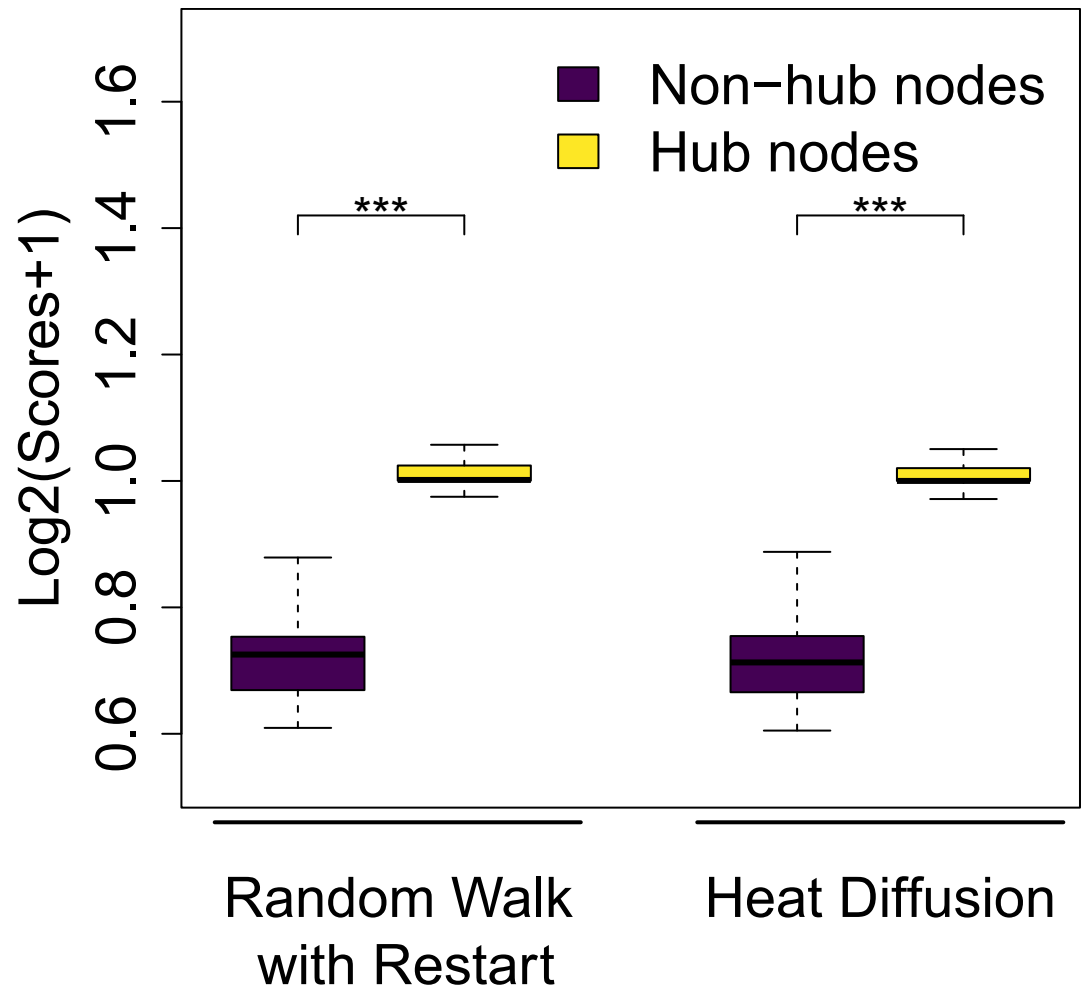 Non−hub nodes
Hub nodes
Log2(Scores+1)
1.6
1.4
1.2
1.0
0.8
0.6
***
***
Random Walk
with Restart
Heat Diffusion